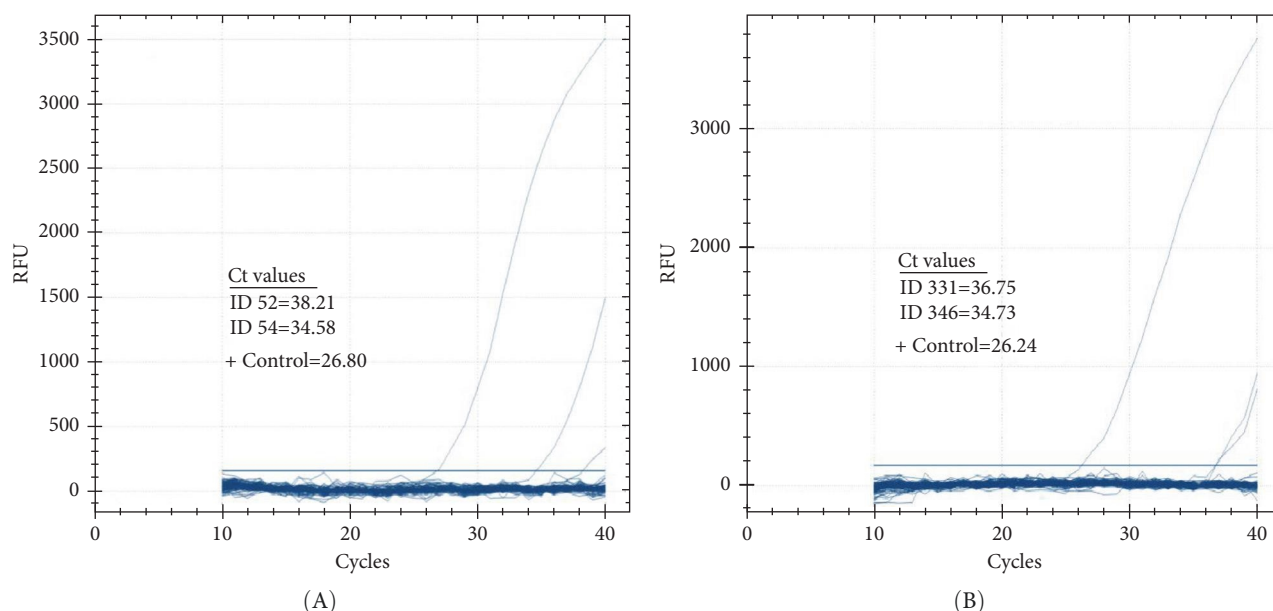 3500
3000
2500
2000
1500
1000
500
0
RFU
Ct values
ID 52=38.21
ID 54=34.58
+ Control=26.80
0
10
20
30
40
Cycles
(A)
3000
2000
1000
0
RFU
Ct values
ID 331=36.75
ID 346=34.73
+ Control=26.24
0
10
20
30
40
Cycles
(B)